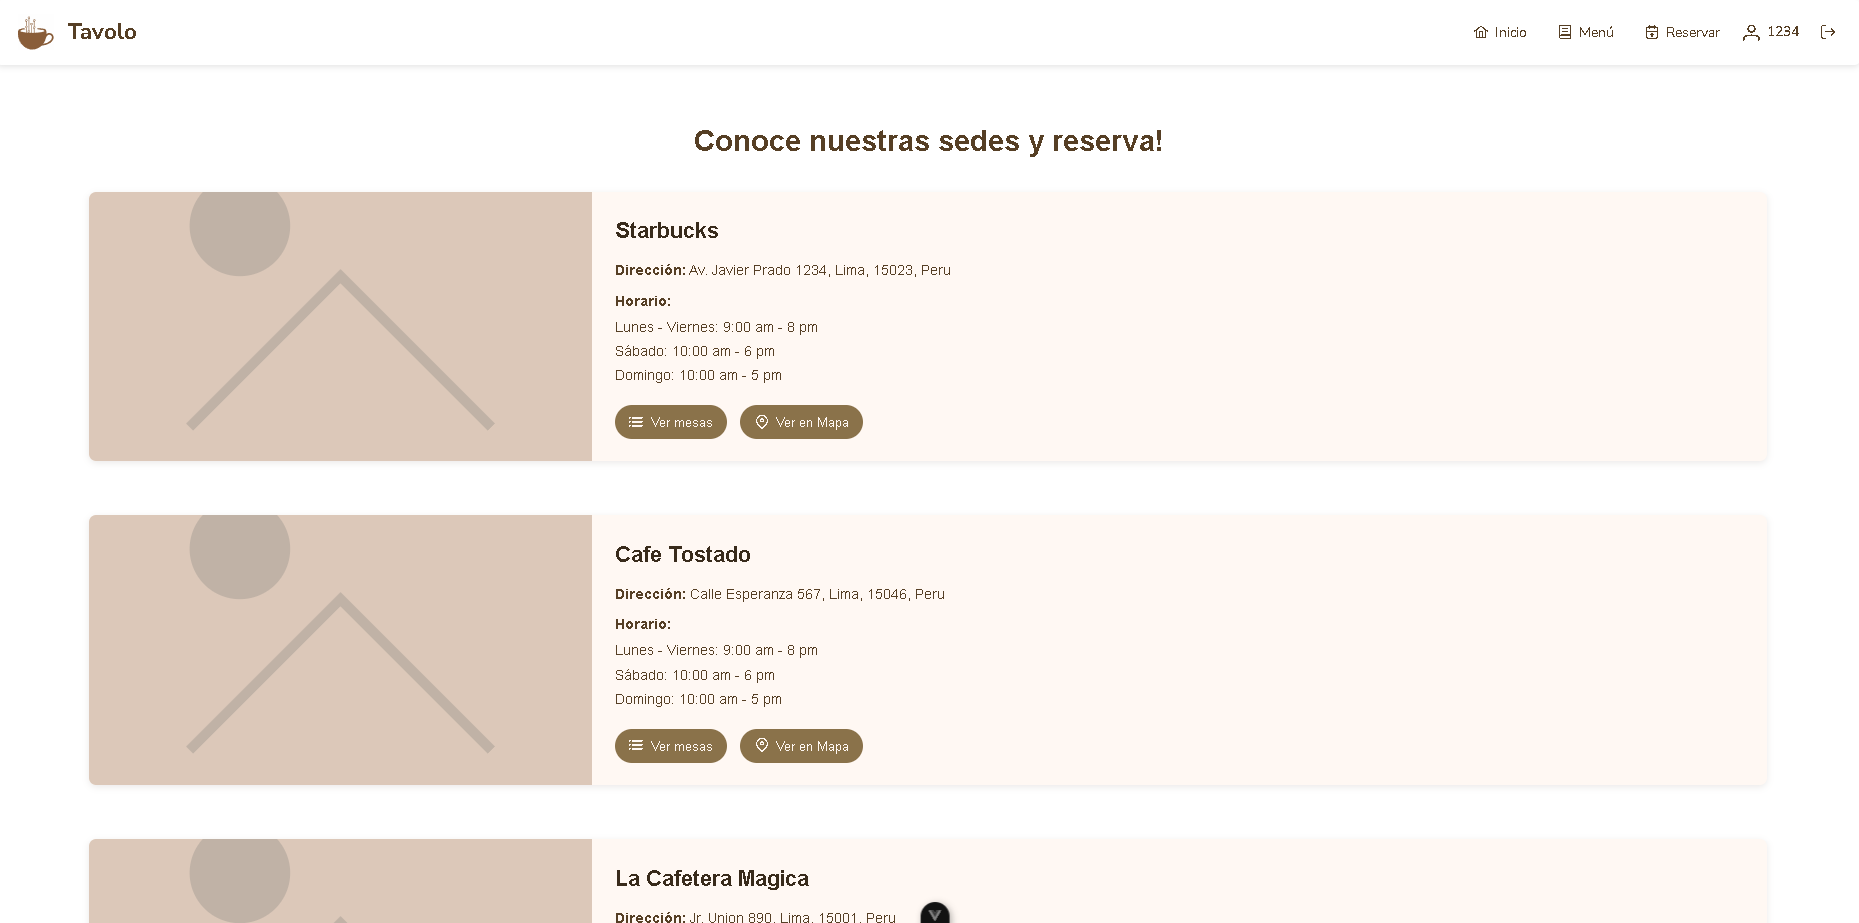 Tavolo
Inicio
Menú
Reservar
1234
Conoce nuestras sedes y reserva!
Starbucks
Dirección: Av. Javier Prado 1234, Lima, 15023, Peru
Horario:
Lunes - Viernes: 9:00 am - 8 pm
Sábado: 10:00 am - 6 pm
Domingo: 10:00 am - 5 pm
Ver mesas
Ver en Mapa
Cafe Tostado
Dirección: Calle Esperanza 567, Lima, 15046, Peru
Horario:
Lunes - Viernes: 9:00 am - 8 pm
Sábado: 10:00 am - 6 pm
Domingo: 10:00 am - 5 pm
Ver mesas
Ver en Mapa
La Cafetera Magica
Dirección: Jr. Union 890, Lima, 15001, Peru